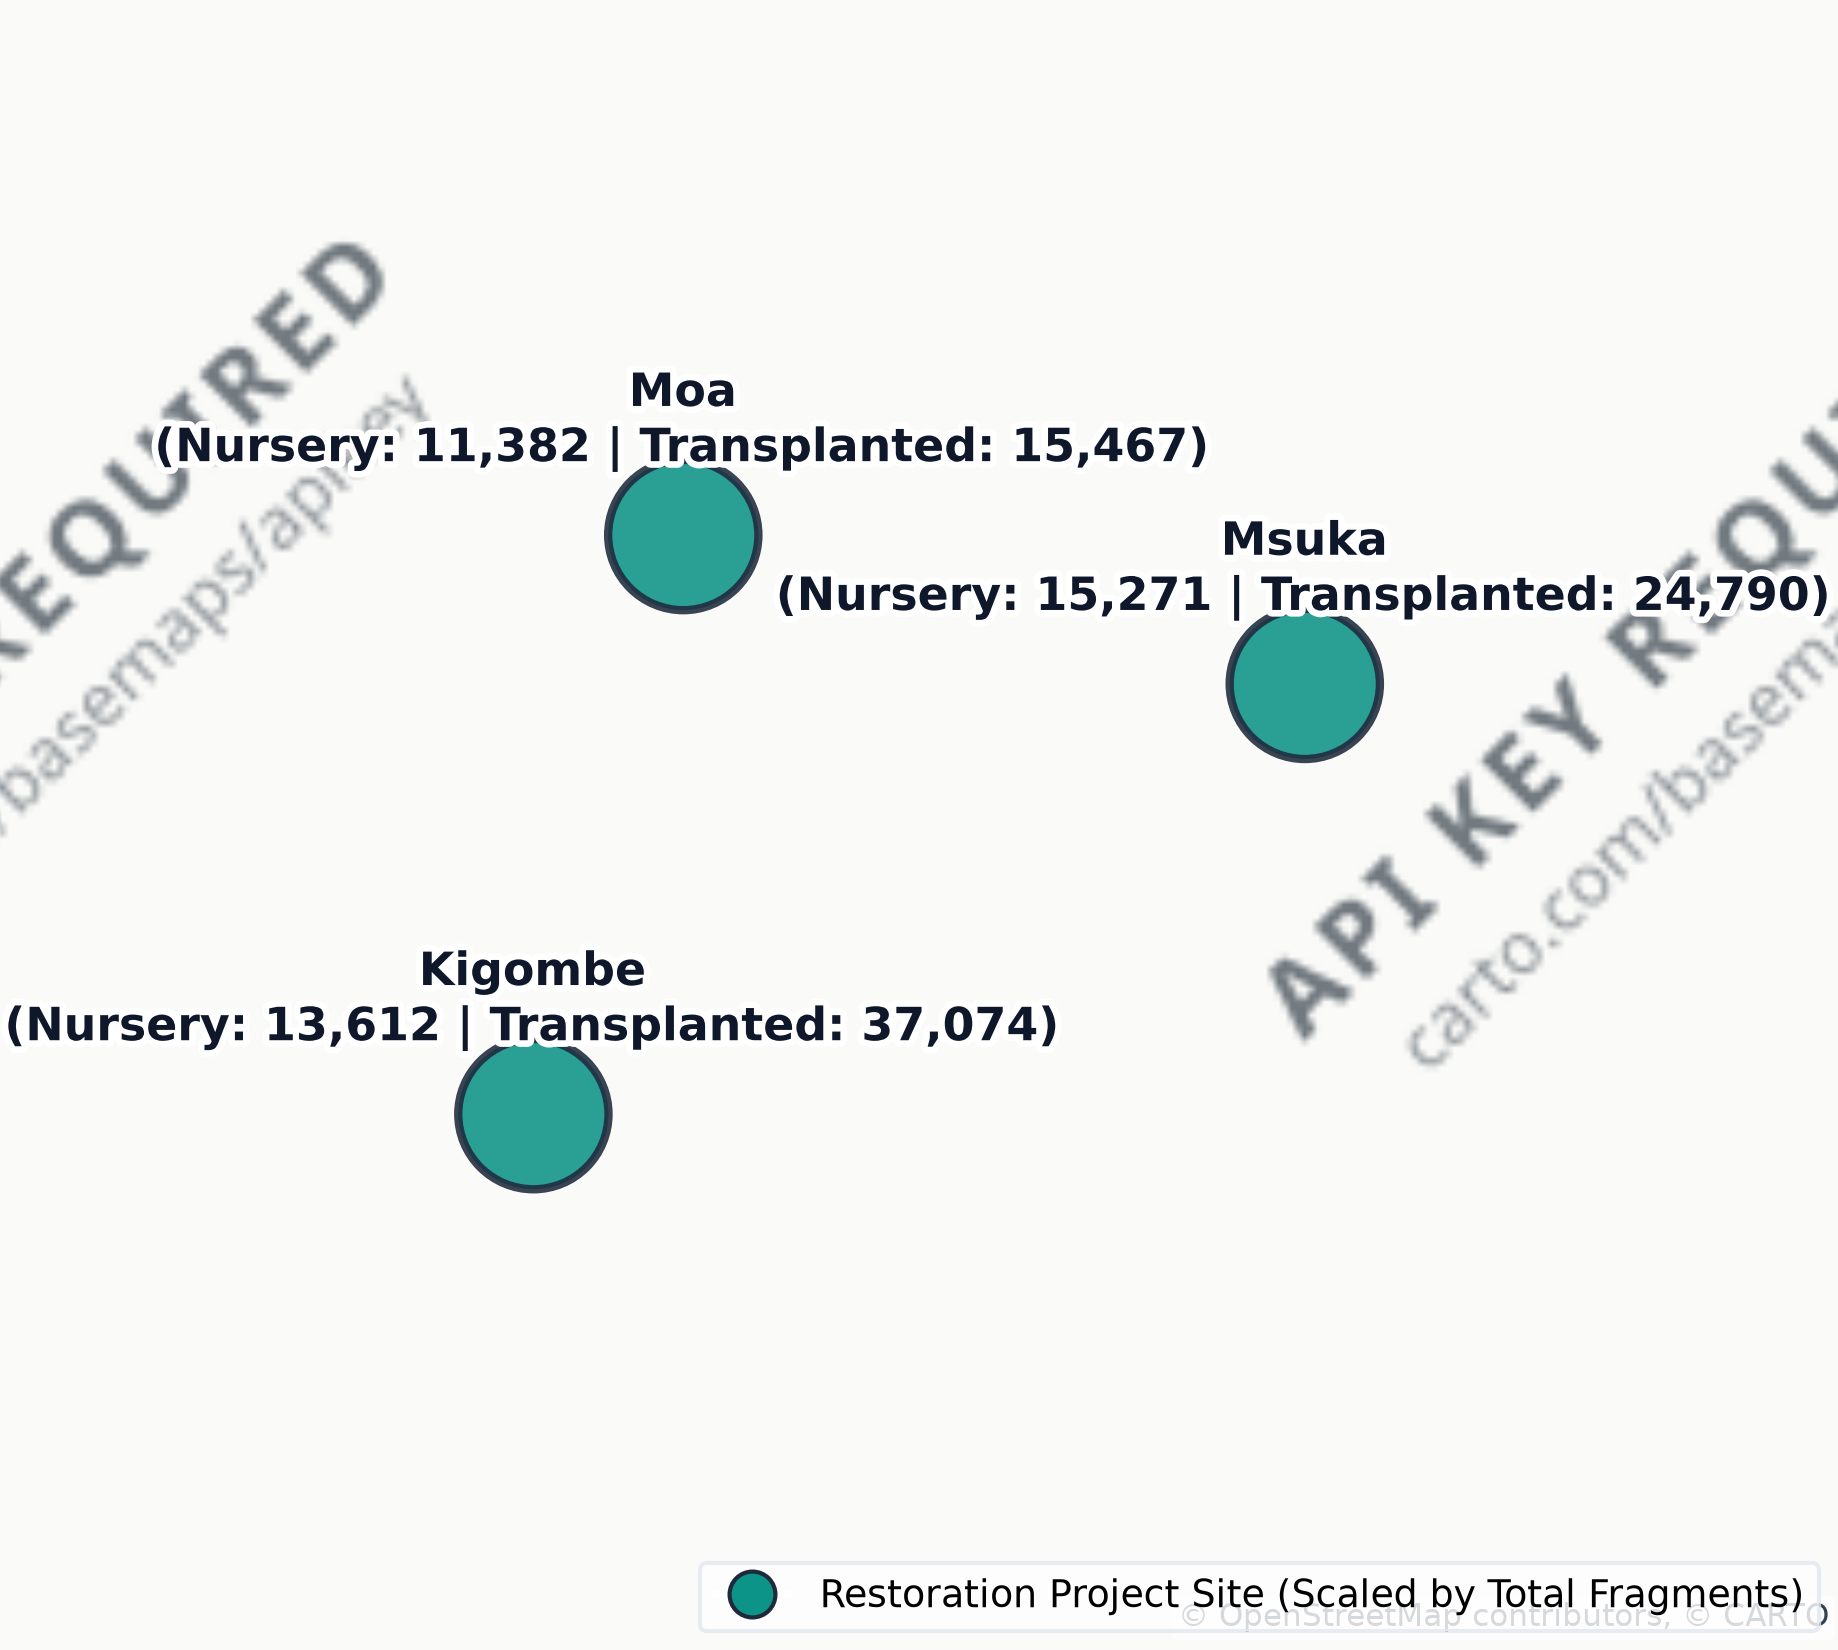 REQUIRED
/basemaps/apikey
Moa
(Nursery: 11,382 | Transplanted: 15,467)
Msuka
(Nursery: 15,271 | Transplanted: 24,790)
API KEY REQU
carto.com/basema
Kigombe
(Nursery: 13,612 | Transplanted: 37,074)
Restoration Project Site (Scaled by Total Fragments)
© OpenStreetMap contributors, © CARTO